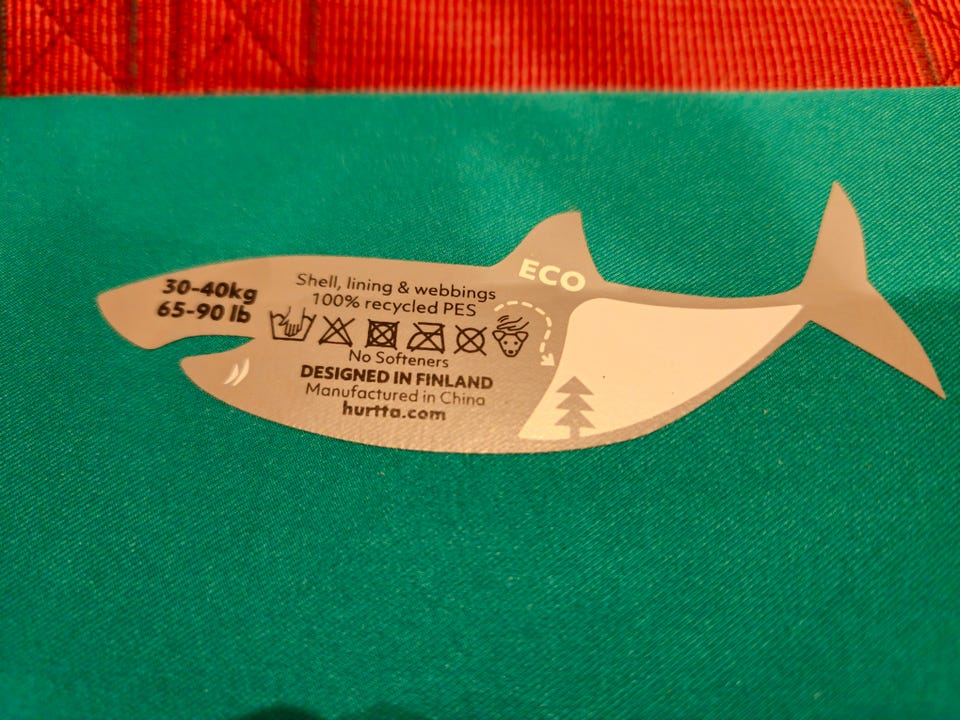 30-40kg
65-90 lb
Shell, lining & webbings
100% recycled PES
No Softeners
DESIGNED IN FINLAND
Manufactured in China
hurtta.com
ECO